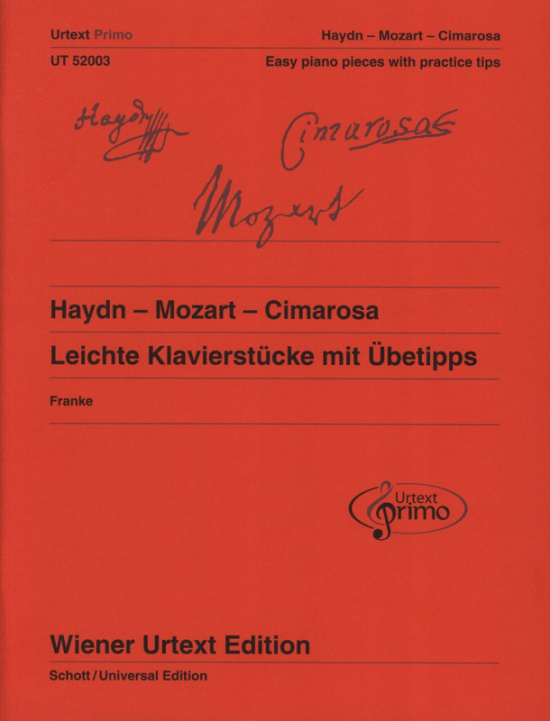 Urtext Primo
Haydn – Mozart – Cimarosa
UT 52003
Easy piano pieces with practice tips
Haydn
Cimarosa
Mozart
Haydn – Mozart – Cimarosa
Leichte Klavierstücke mit Übetipps
Franke
Urtext
Primo
Wiener Urtext Edition
Schott / Universal Edition